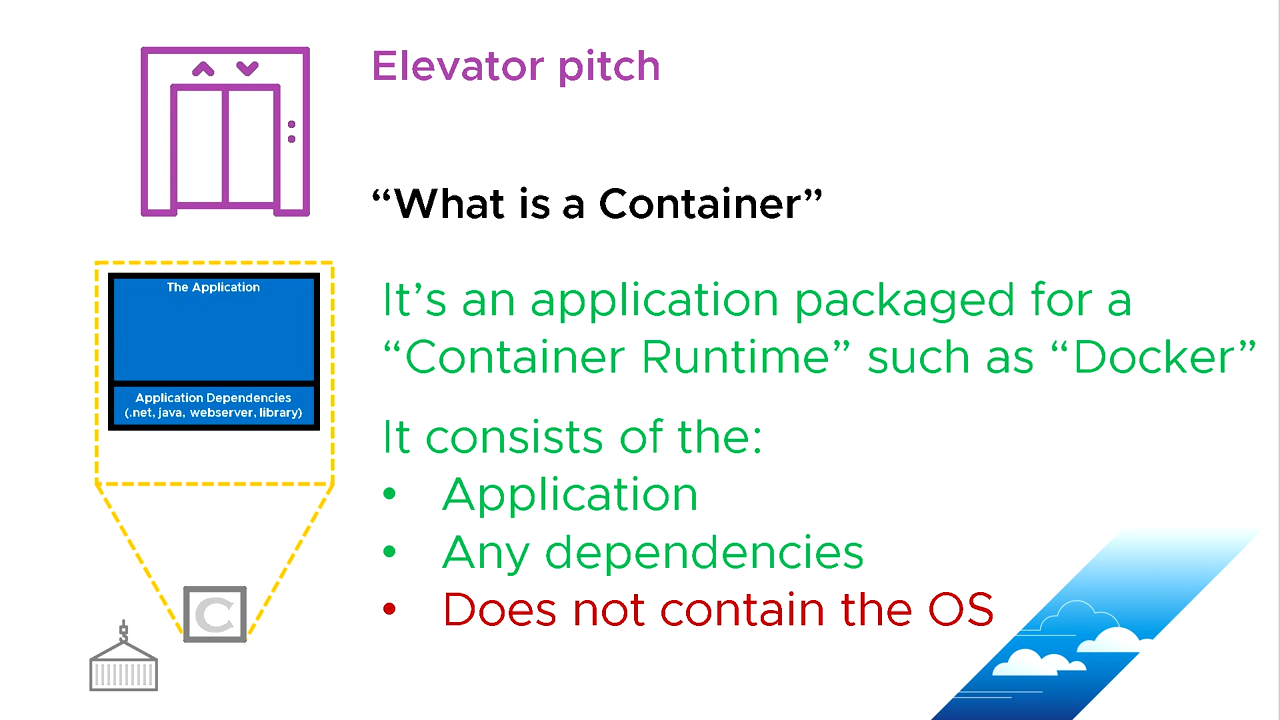 Elevator pitch
“What is a Container”
The Application
Application Dependencies
(.net, java, webserver, library)
C
It’s an application packaged for a
“Container Runtime” such as “Docker”
It consists of the:
• Application
• Any dependencies
• Does not contain the OS